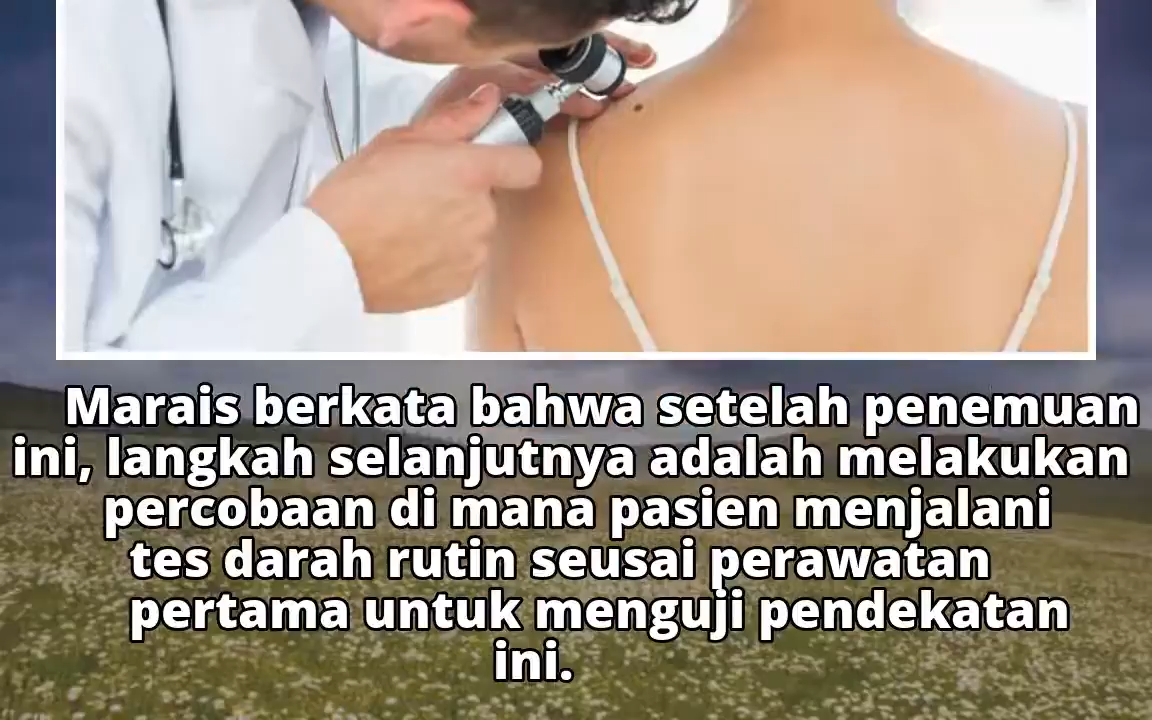 Marais berkata bahwa setelah penemuan
ini, langkah selanjutnya adalah melakukan
percobaan di mana pasien menjalani
tes darah rutin seusai perawatan
pertama untuk menguji pendekatan
ini.